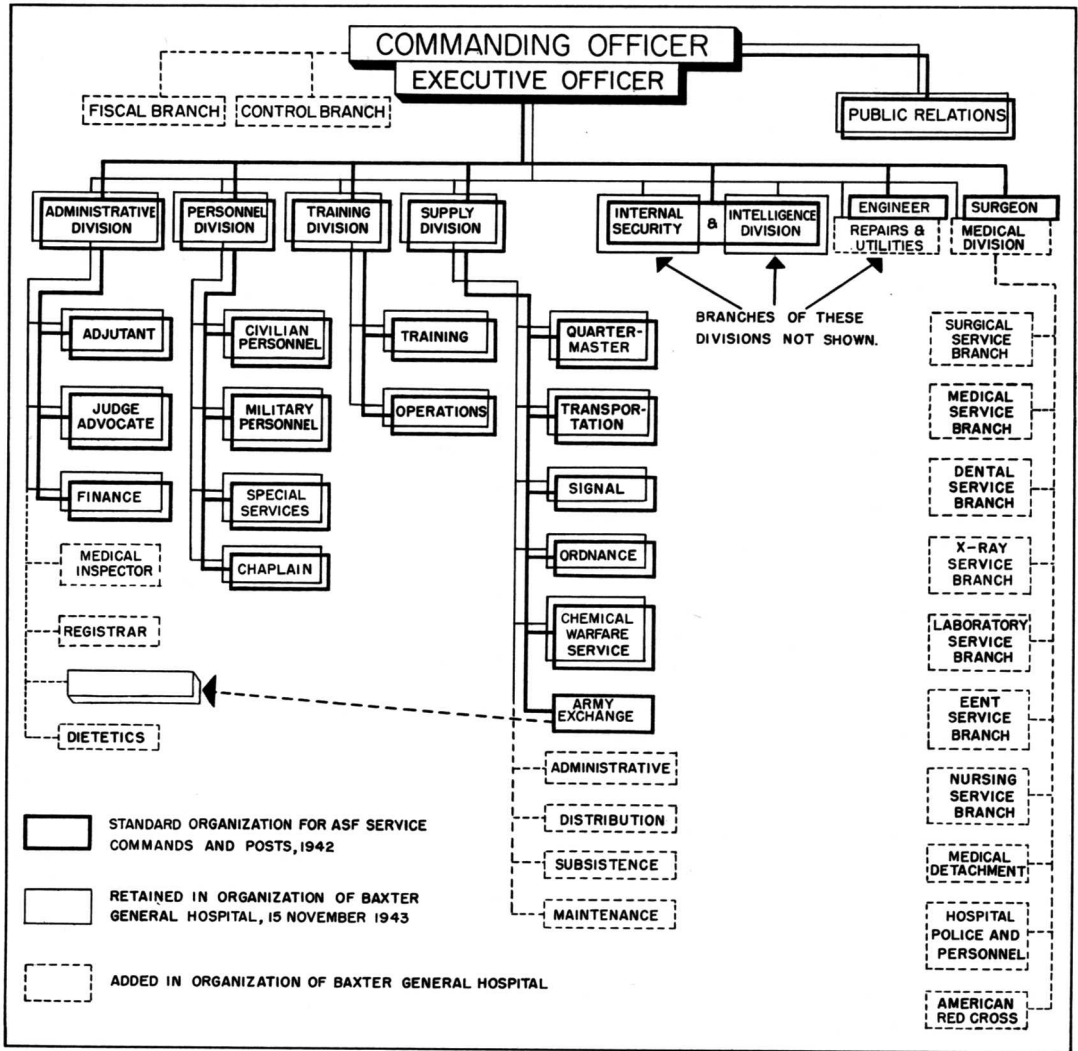 COMMANDING OFFICER
EXECUTIVE OFFICER
FISCAL BRANCH
CONTROL BRANCH
PUBLIC RELATIONS
ADMINISTRATIVE
DIVISION
PERSONNEL
DIVISION
TRAINING
DIVISION
SUPPLY
DIVISION
INTERNAL
SECURITY
&
INTELLIGENCE
DIVISION
ENGINEER
REPAIRS &
UTILITIES
SURGEON
MEDICAL
DIVISION
BRANCHES OF THESE
DIVISIONS NOT SHOWN.
ADJUTANT
JUDGE
ADVOCATE
FINANCE
MEDICAL
INSPECTOR
REGISTRAR
DIETETICS
CIVILIAN
PERSONNEL
MILITARY
PERSONNEL
SPECIAL
SERVICES
CHAPLAIN
TRAINING
OPERATIONS
QUARTER-
MASTER
TRANSPOR-
TATION
SIGNAL
ORDNANCE
CHEMICAL
WARFARE
SERVICE
ARMY
EXCHANGE
ADMINISTRATIVE
DISTRIBUTION
SUBSISTENCE
MAINTENANCE
SURGICAL
SERVICE
BRANCH
MEDICAL
SERVICE
BRANCH
DENTAL
SERVICE
BRANCH
X-RAY
SERVICE
BRANCH
LABORATORY
SERVICE
BRANCH
EENT
SERVICE
BRANCH
NURSING
SERVICE
BRANCH
MEDICAL
DETACHMENT
HOSPITAL
POLICE AND
PERSONNEL
AMERICAN
RED CROSS
STANDARD ORGANIZATION FOR ASF SERVICE
COMMANDS AND POSTS, 1942
RETAINED IN ORGANIZATION OF BAXTER
GENERAL HOSPITAL, 15 NOVEMBER 1943
ADDED IN ORGANIZATION OF BAXTER GENERAL HOSPITAL